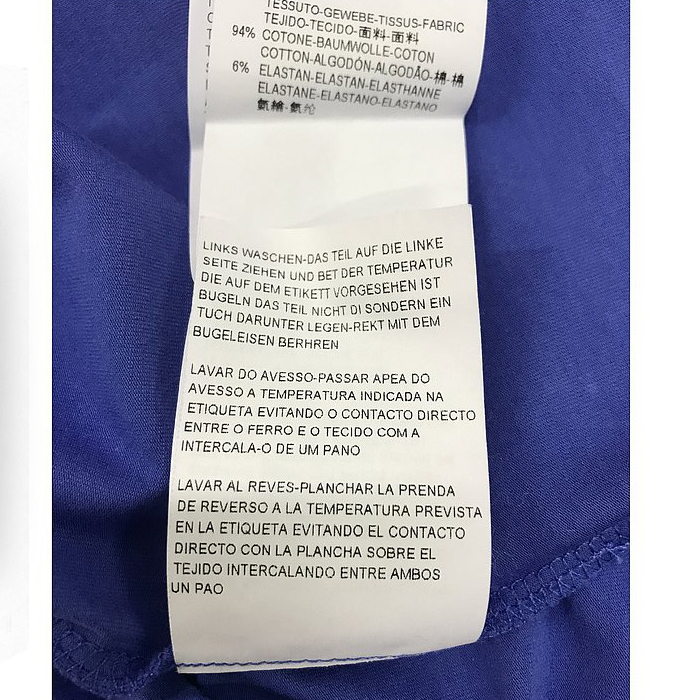 TESSUTO-GEWEBE-TISSUS-FABRIC
TEJIDO-TECIDO-面料-面料
94% COTONE-BAUMWOLLE-COTON
COTTON-ALGODÓN-ALGODÃO-棉-棉
6% ELASTAN-ELASTAN-ELASTHANNE
ELASTANE-ELASTANO-ELASTANO
氨綸-氨纶
LINKS WASCHEN-DAS TEIL AUF DIE LINKE
SEITE ZIEHEN UND BET DER TEMPERATUR
DIE AUF DEM ETIKETT VORGESEHEN IST
BUGELN DAS TEIL NICHT DI SONDERN EIN
TUCH DARUNTER LEGEN-REKT MIT DEM
BUGELEISEN BERHREN
LAVAR DO AVESSO-PASSAR APEA DO
AVESSO A TEMPERATURA INDICADA NA
ETIQUETA EVITANDO O CONTACTO DIRECTO
ENTRE O FERRO E O TECIDO COM A
INTERCALA-O DE UM PANO
LAVAR AL REVES-PLANCHAR LA PRENDA
DE REVERSO A LA TEMPERATURA PREVISTA
EN LA ETIQUETA EVITANDO EL CONTACTO
DIRECTO CON LA PLANCHA SOBRE EL
TEJIDO INTERCALANDO ENTRE AMBOS
UN PAO